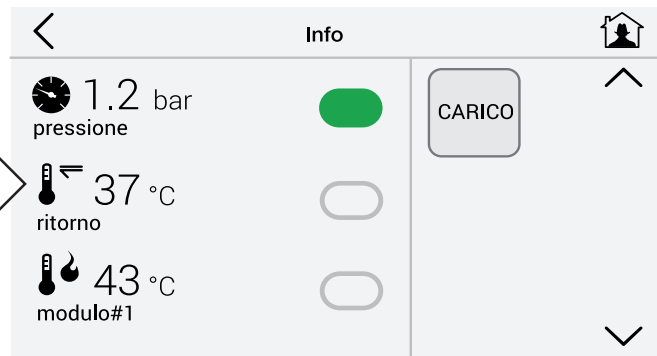 Info
1.2 bar
pressione
CARICO
37 °C
ritorno
43 °C
modulo#1